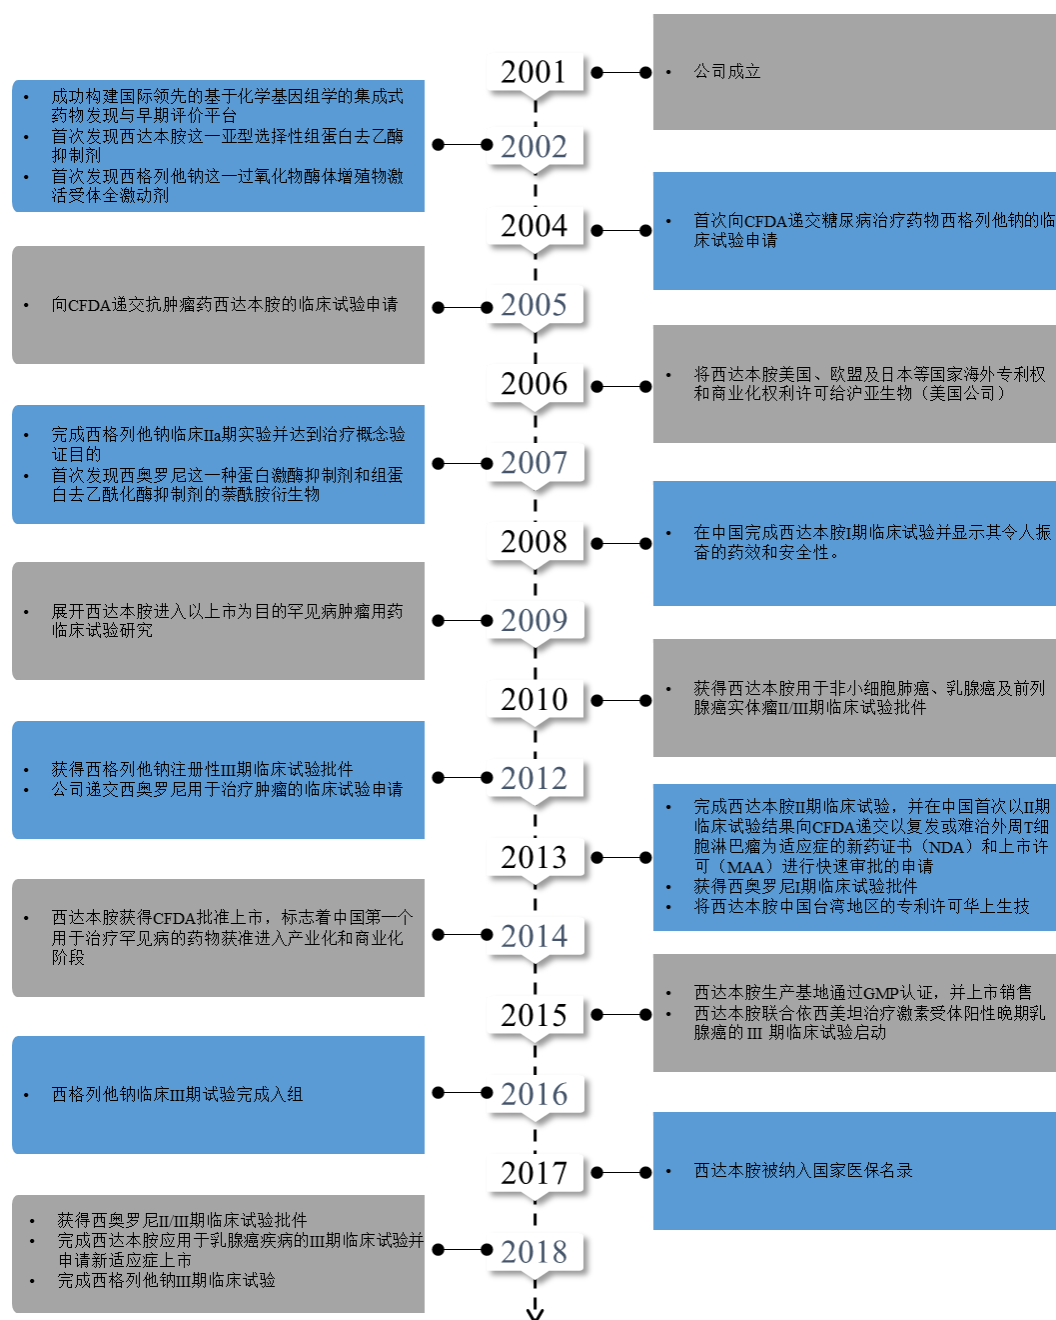 2001
• 公司成立
• 成功构建国际领先的基于化学基因组学的集成式
药物发现与早期评价平台
• 首次发现西达本胺这一亚型选择性组蛋白去乙酰
抑制剂
• 首次发现西格列他钠这一过氧化物酶体增殖物激
活受体全激动剂
2002
2004
• 首次向CFDA递交糖尿病治疗药物西格列他钠的临
床试验申请
• 向CFDA递交抗肿瘤药西达本胺的临床试验申请
2005
2006
• 将西达本胺美国、欧盟及日本等国家海外专利权
和商业化权利许可给沪亚生物（美国公司）
• 完成西格列他钠临床IIa期实验并达到治疗概念验
证目的
• 首次发现西奥罗尼这一种蛋白激酶抑制剂和组蛋
白去乙酰化酶抑制剂的萘酰胺衍生物
2007
2008
• 在中国完成西达本胺I期临床试验并显示其令人振
奋的药效和安全性。
• 展开西达本胺进入以上市为目的罕见病肿瘤用药
临床试验研究
2009
2010
• 获得西达本胺用于非小细胞肺癌、乳腺癌及前列
腺癌实体瘤II/III期临床试验批件
• 获得西格列他钠注册性III期临床试验批件
• 公司递交西奥罗尼用于治疗肿瘤的临床试验申请
2012
2013
• 完成西达本胺II期临床试验，并在中国首次以II期
临床试验结果向CFDA递交以复发或难治外周T细
胞淋巴瘤为适应症的新药证书（NDA）和上市许
可（MAA）进行快速审批的申请
• 获得西奥罗尼I期临床试验批件
• 将西达本胺中国台湾地区的专利许可华上生技
• 西达本胺获得CFDA批准上市，标志着中国第一个
用于治疗罕见病的药物获准进入产业化和商业化
阶段
2014
2015
• 西达本胺生产基地通过GMP认证，并上市销售
• 西达本胺联合依西美坦治疗激素受体阳性晚期乳
腺癌的 III 期临床试验启动
• 西格列他钠临床III期试验完成入组
2016
2017
• 西达本胺被纳入国家医保名录
• 获得西奥罗尼II/III期临床试验批件
• 完成西达本胺应用于乳腺癌疾病的III期临床试验并
申请新适应症上市
• 完成西格列他钠III期临床试验
2018